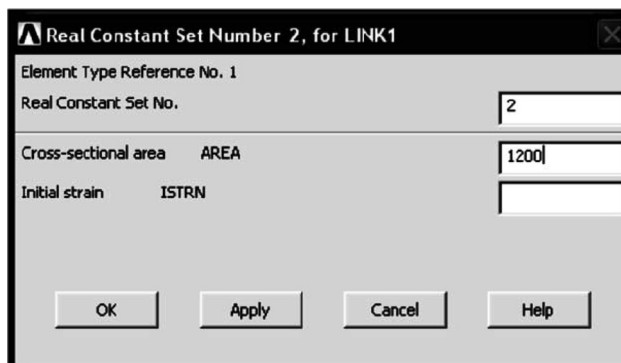 Real Constant Set Number 2, for LINK1
Element Type Reference No. 1
Real Constant Set No. 2
Cross-sectional area AREA 1200
Initial strain ISTRN
OK Apply Cancel Help